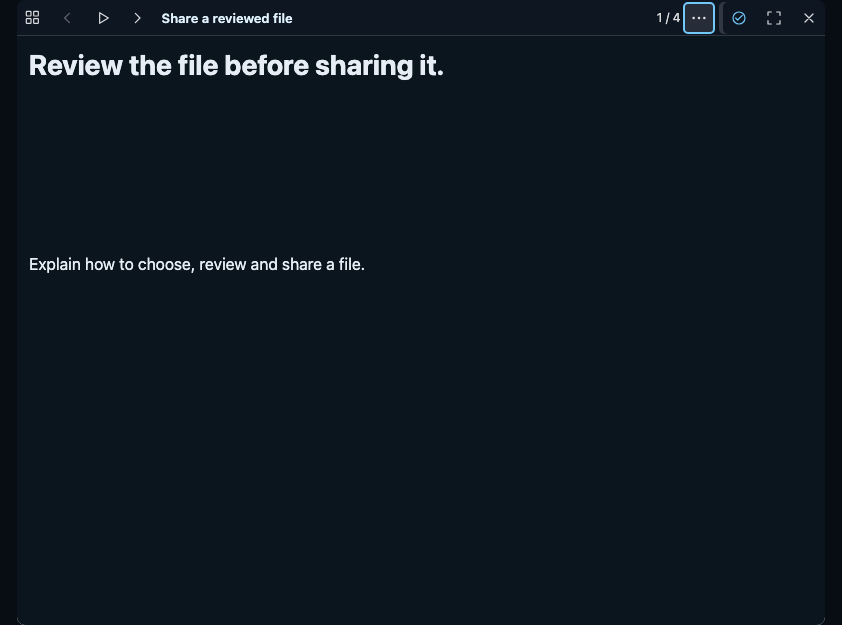 Share a reviewed file
1 / 4
Review the file before sharing it.
Explain how to choose, review and share a file.